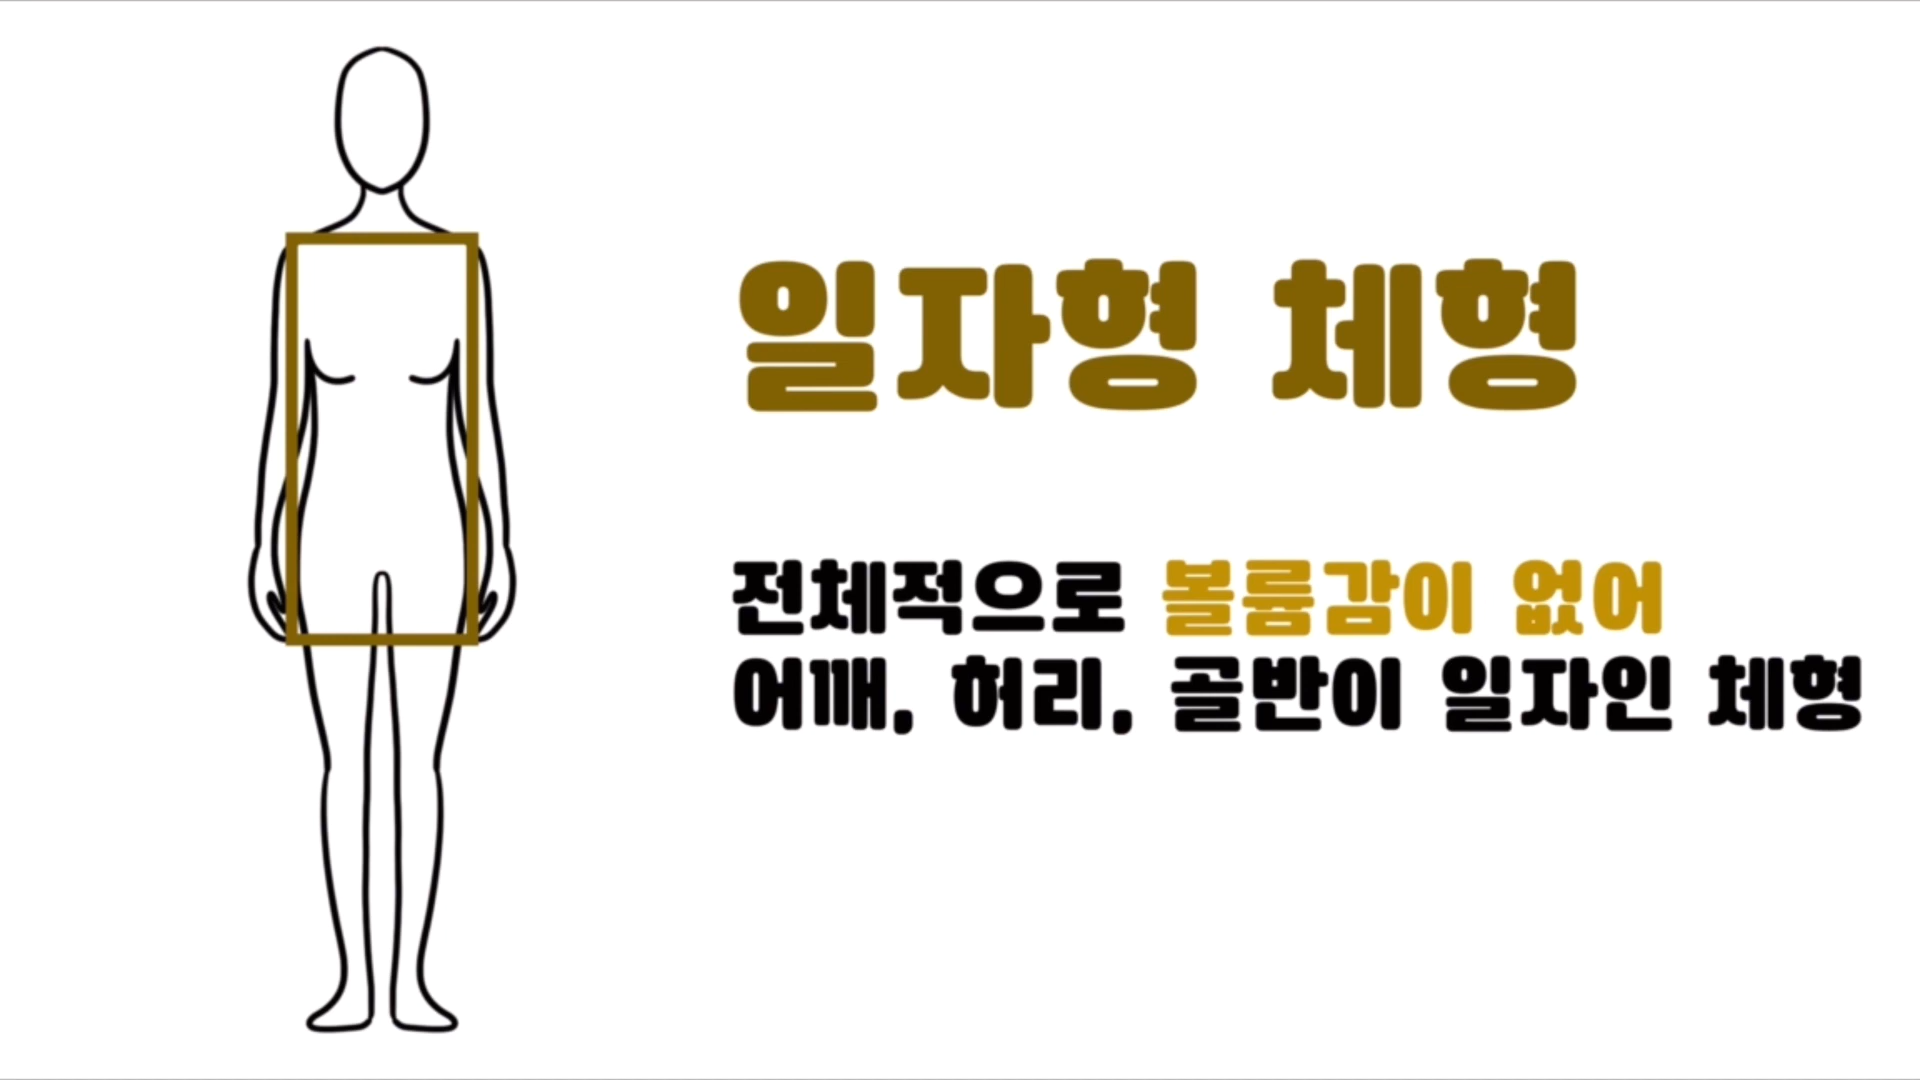 일자형 체형
전체적으로 볼륨감이 없어
어깨, 허리, 골반이 일자인 체형